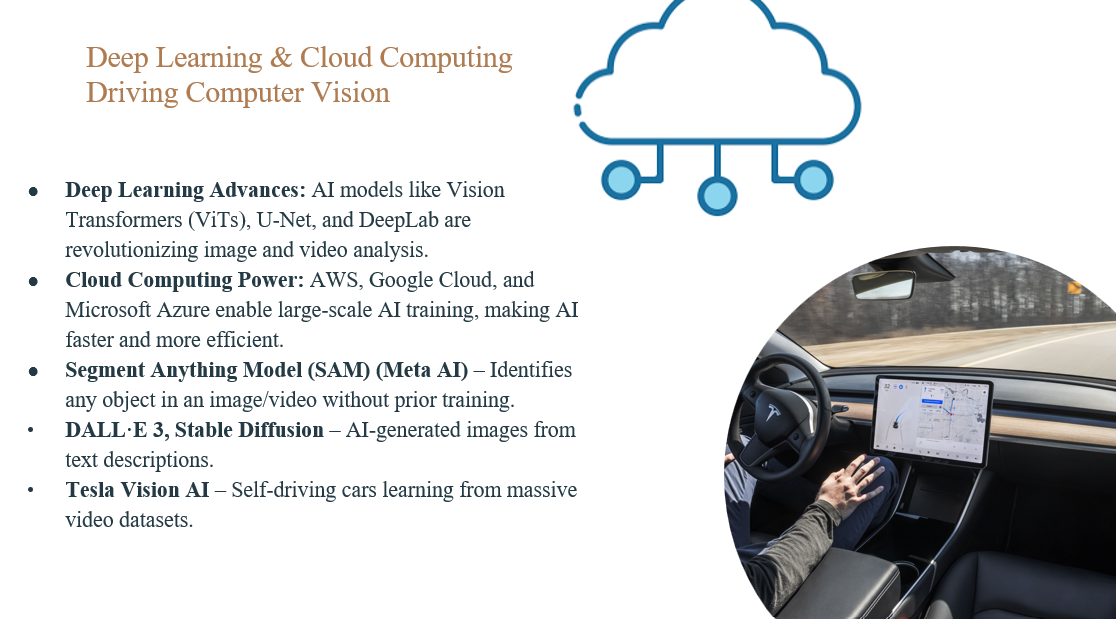 Deep Learning & Cloud Computing
Driving Computer Vision
● Deep Learning Advances: AI models like Vision
Transformers (ViTs), U-Net, and DeepLab are
revolutionizing image and video analysis.
● Cloud Computing Power: AWS, Google Cloud, and
Microsoft Azure enable large-scale AI training, making AI
faster and more efficient.
● Segment Anything Model (SAM) (Meta AI) – Identifies
any object in an image/video without prior training.
• DALL·E 3, Stable Diffusion – AI-generated images from
text descriptions.
• Tesla Vision AI – Self-driving cars learning from massive
video datasets.